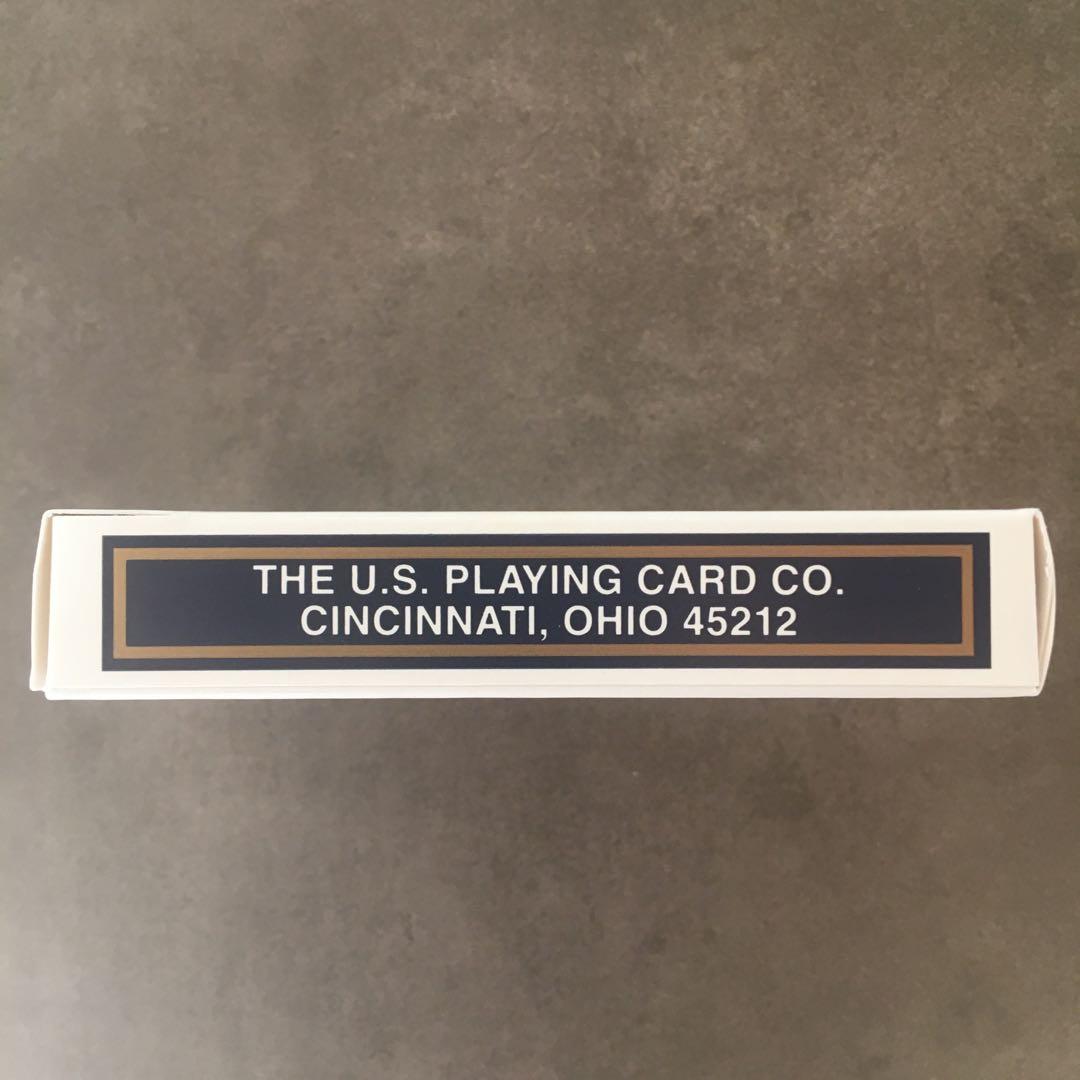 THE U.S. PLAYING CARD CO.
CINCINNATI, OHIO 45212